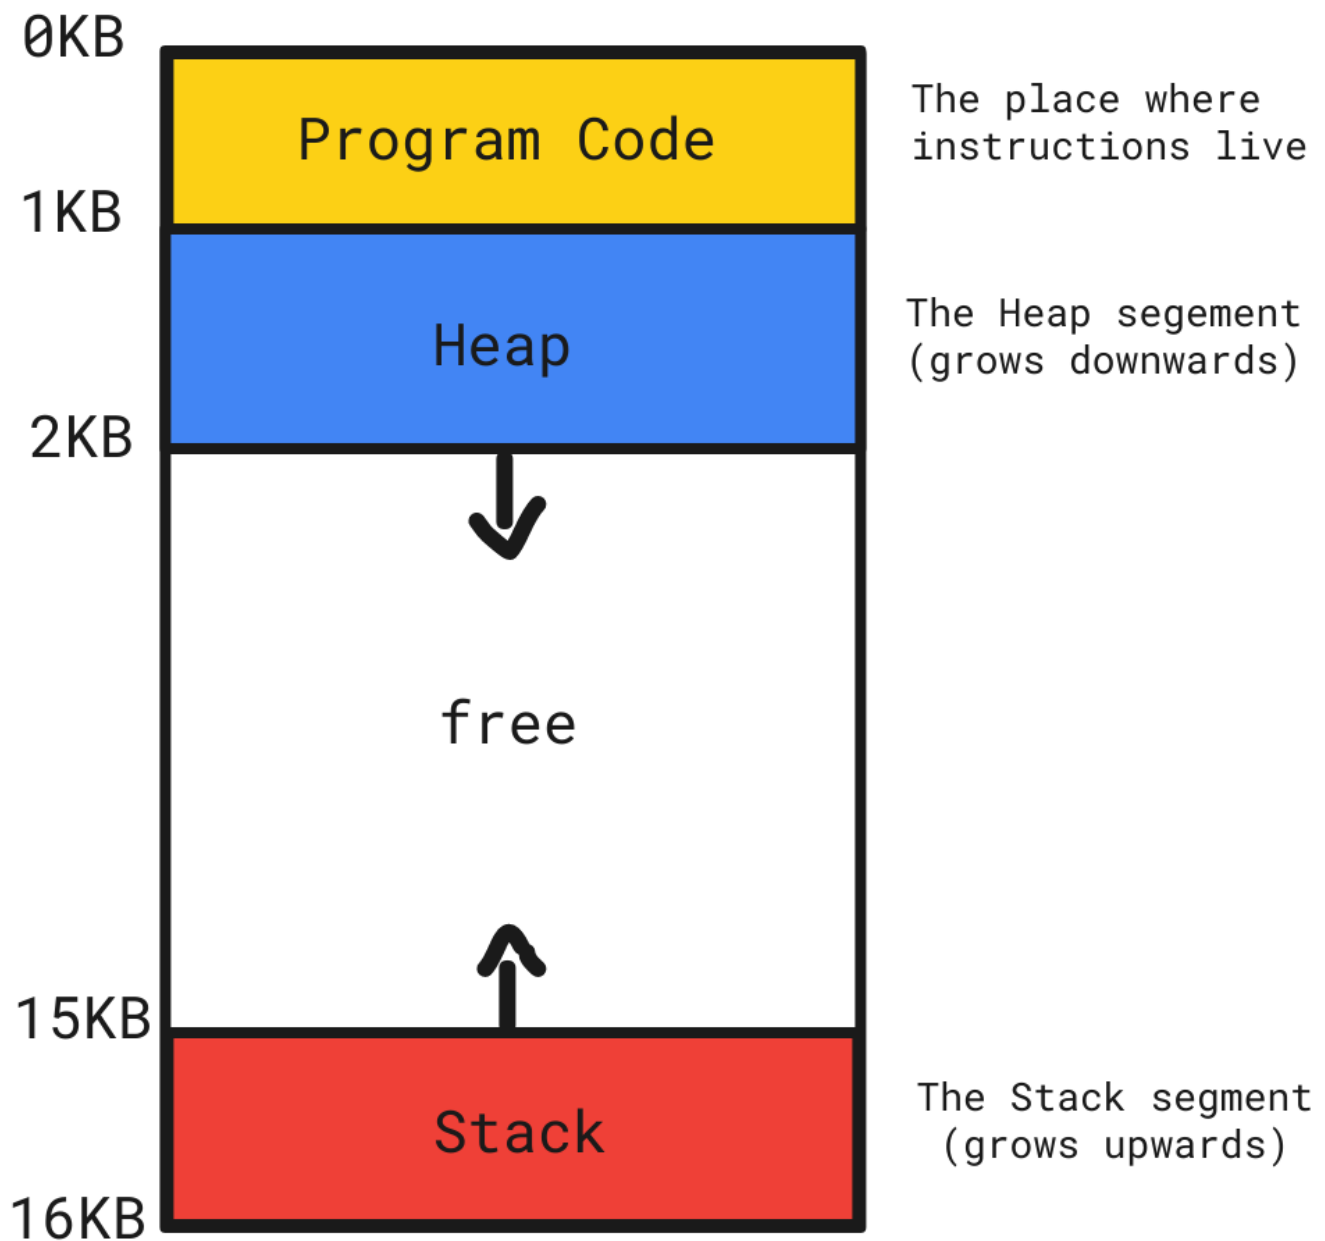 0KB
Program Code
The place where
instructions live
1KB
Heap
The Heap segement
(grows downwards)
2KB
free
15KB
Stack
The Stack segment
(grows upwards)
16KB